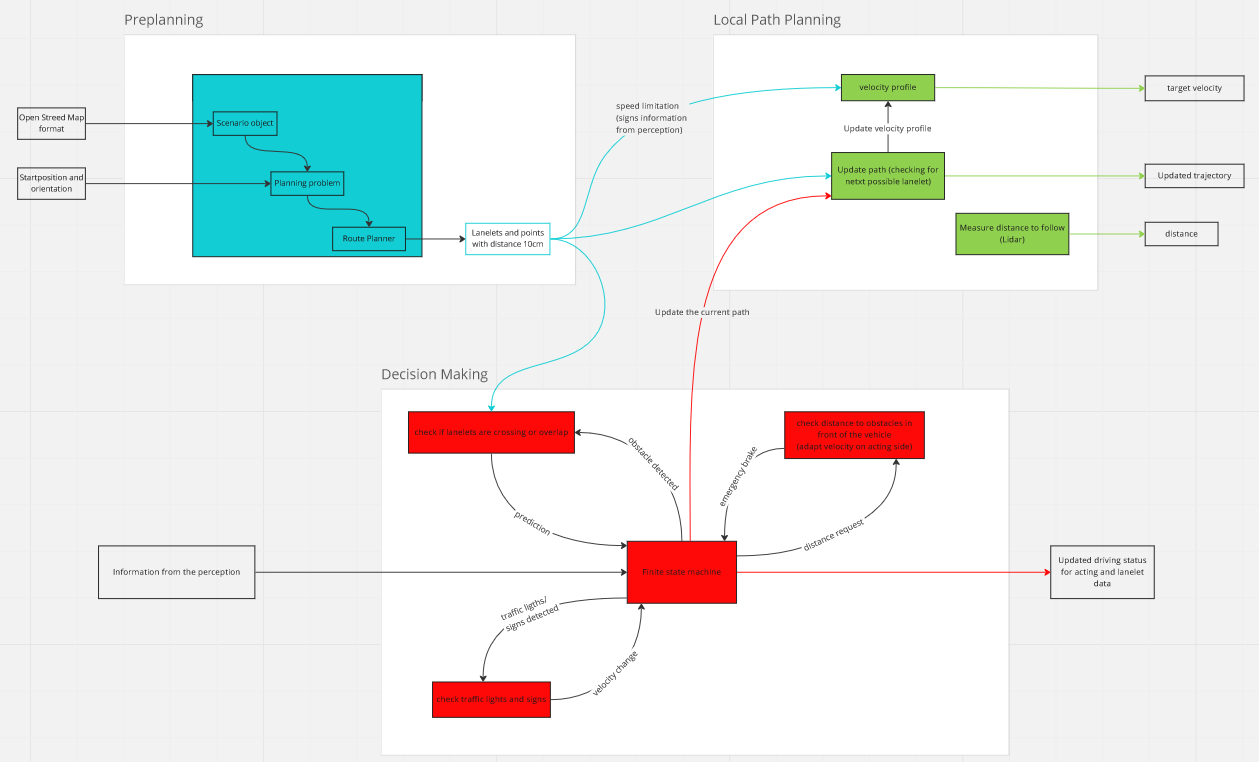 Preplanning
Local Path Planning
Open Streed Map
format
Scenario object
Startposition and
orientation
Planning problem
Route Planner
Lanelets and points
with distance 10cm
speed limitation
(signs information
from perception)
velocity profile
target velocity
Update velocity profile
Update path (checking for
netxt possible lanelet)
Updated trajectory
Measure distance to follow
(Lidar)
distance
Update the current path
Decision Making
check if lanelets are crossing or overlap
obstacle detected
prediction
check distance to obstacles in
front of the vehicle
(adapt velocity on acting side)
emergency brake
distance request
Information from the perception
Finite state machine
Updated driving status
for acting and lanelet
data
traffic ligths/
signs detected
velocity change
check traffic lights and signs